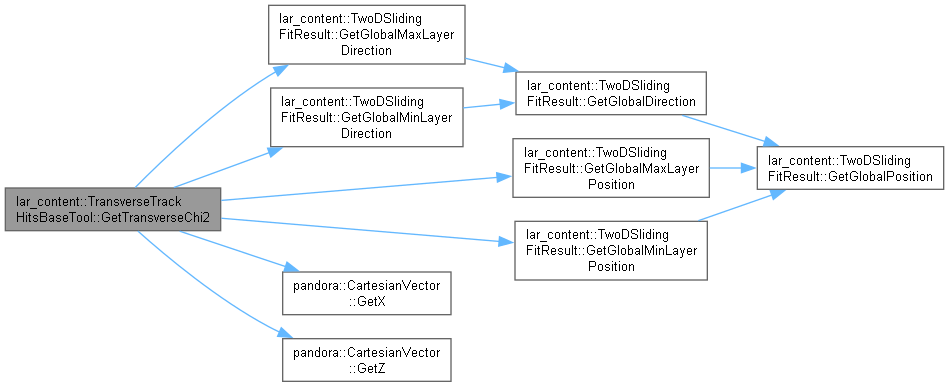 lar_content::TwoDSliding
FitResult::GetGlobalMaxLayer
Direction
lar_content::TwoDSliding
FitResult::GetGlobalDirection
lar_content::TwoDSliding
FitResult::GetGlobalMinLayer
Direction
lar_content::TwoDSliding
FitResult::GetGlobalMaxLayer
Position
lar_content::TwoDSliding
FitResult::GetGlobalPosition
lar_content::TransverseTrack
HitsBaseTool::GetTransverseChi2
lar_content::TwoDSliding
FitResult::GetGlobalMinLayer
Position
pandora::CartesianVector
::GetX
pandora::CartesianVector
::GetZ